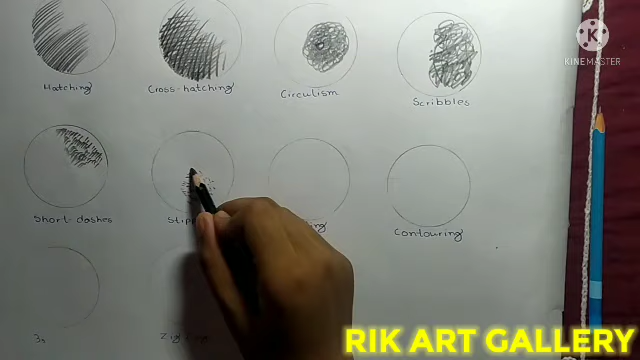 KINEMASTER
Hatching
Cross-hatching
Circulism
Scribbles
Short-dashes
Contouring
RIK ART GALLERY